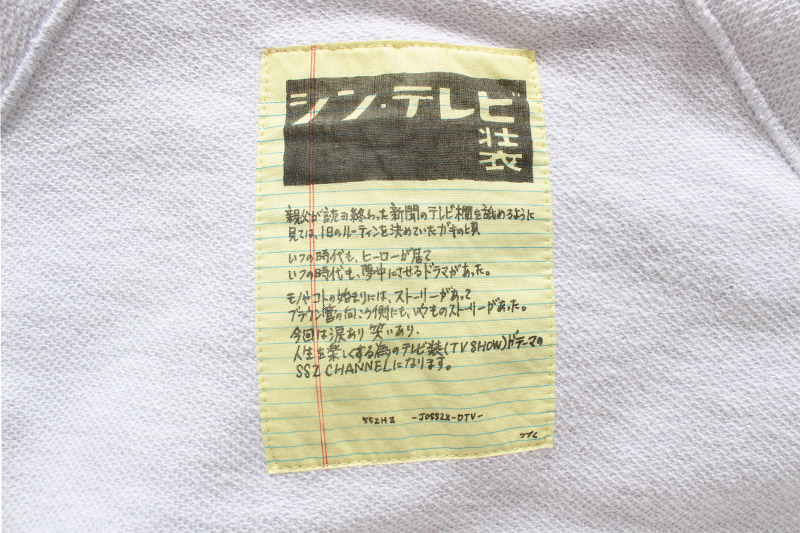 シン・テレビ
装
親父が読み終わった新聞のテレビ欄を舐めるように
見ては、1日のルーティンを決めていたガキの頃
いつの時代も、ヒーローが居て
いつの時代も、夢中にさせるドラマがあった。
モノやコトの始まりには、ストーリーがあって
ブラウン管の向こう側にも、いつものストーリーがあった。
今回は涙あり笑いあり、
人生を楽しくする為のテレビ装(TV SHOW)がテーマの
SSZ CHANNELになります。
SSZHZ -JOSSZX-DTV-